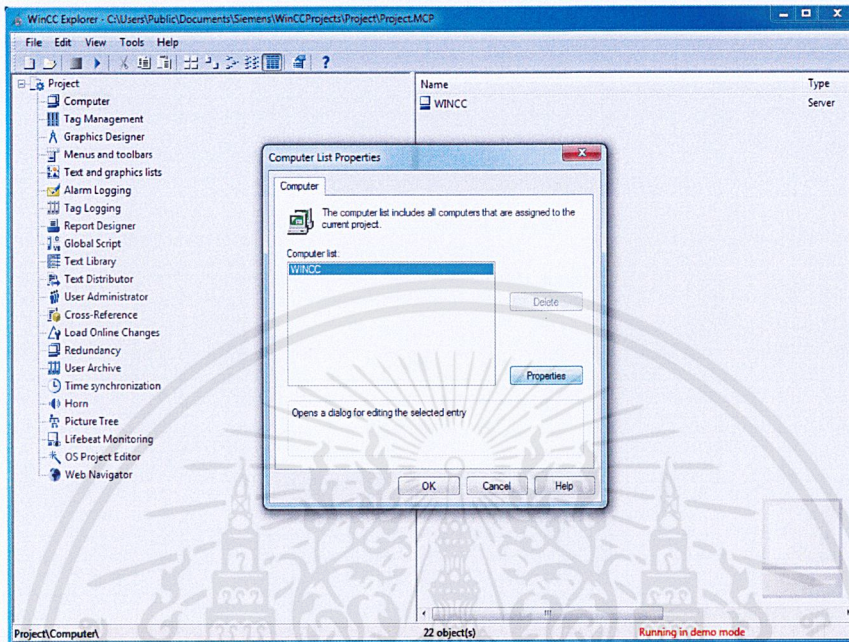 WinCC Explorer - C:\Users\Public\Documents\Siemens\WinCCProjects\Project\Project.MCP
File Edit View Tools Help
Project
Computer
Tag Management
Graphics Designer
Menus and toolbars
Text and graphics lists
Alarm Logging
Tag Logging
Report Designer
Global Script
Text Library
Text Distributor
User Administrator
Cross-Reference
Load Online Changes
Redundancy
User Archive
Time synchronization
Horn
Picture Tree
Lifebeat Monitoring
OS Project Editor
Web Navigator
Name Type
WINCC Server
Computer List Properties
Computer
The computer list includes all computers that are assigned to the
current project.
Computer list:
WINCC
Delete
Properties
Opens a dialog for editing the selected entry
OK Cancel Help
Project\Computer\ 22 object(s) Running in demo mode